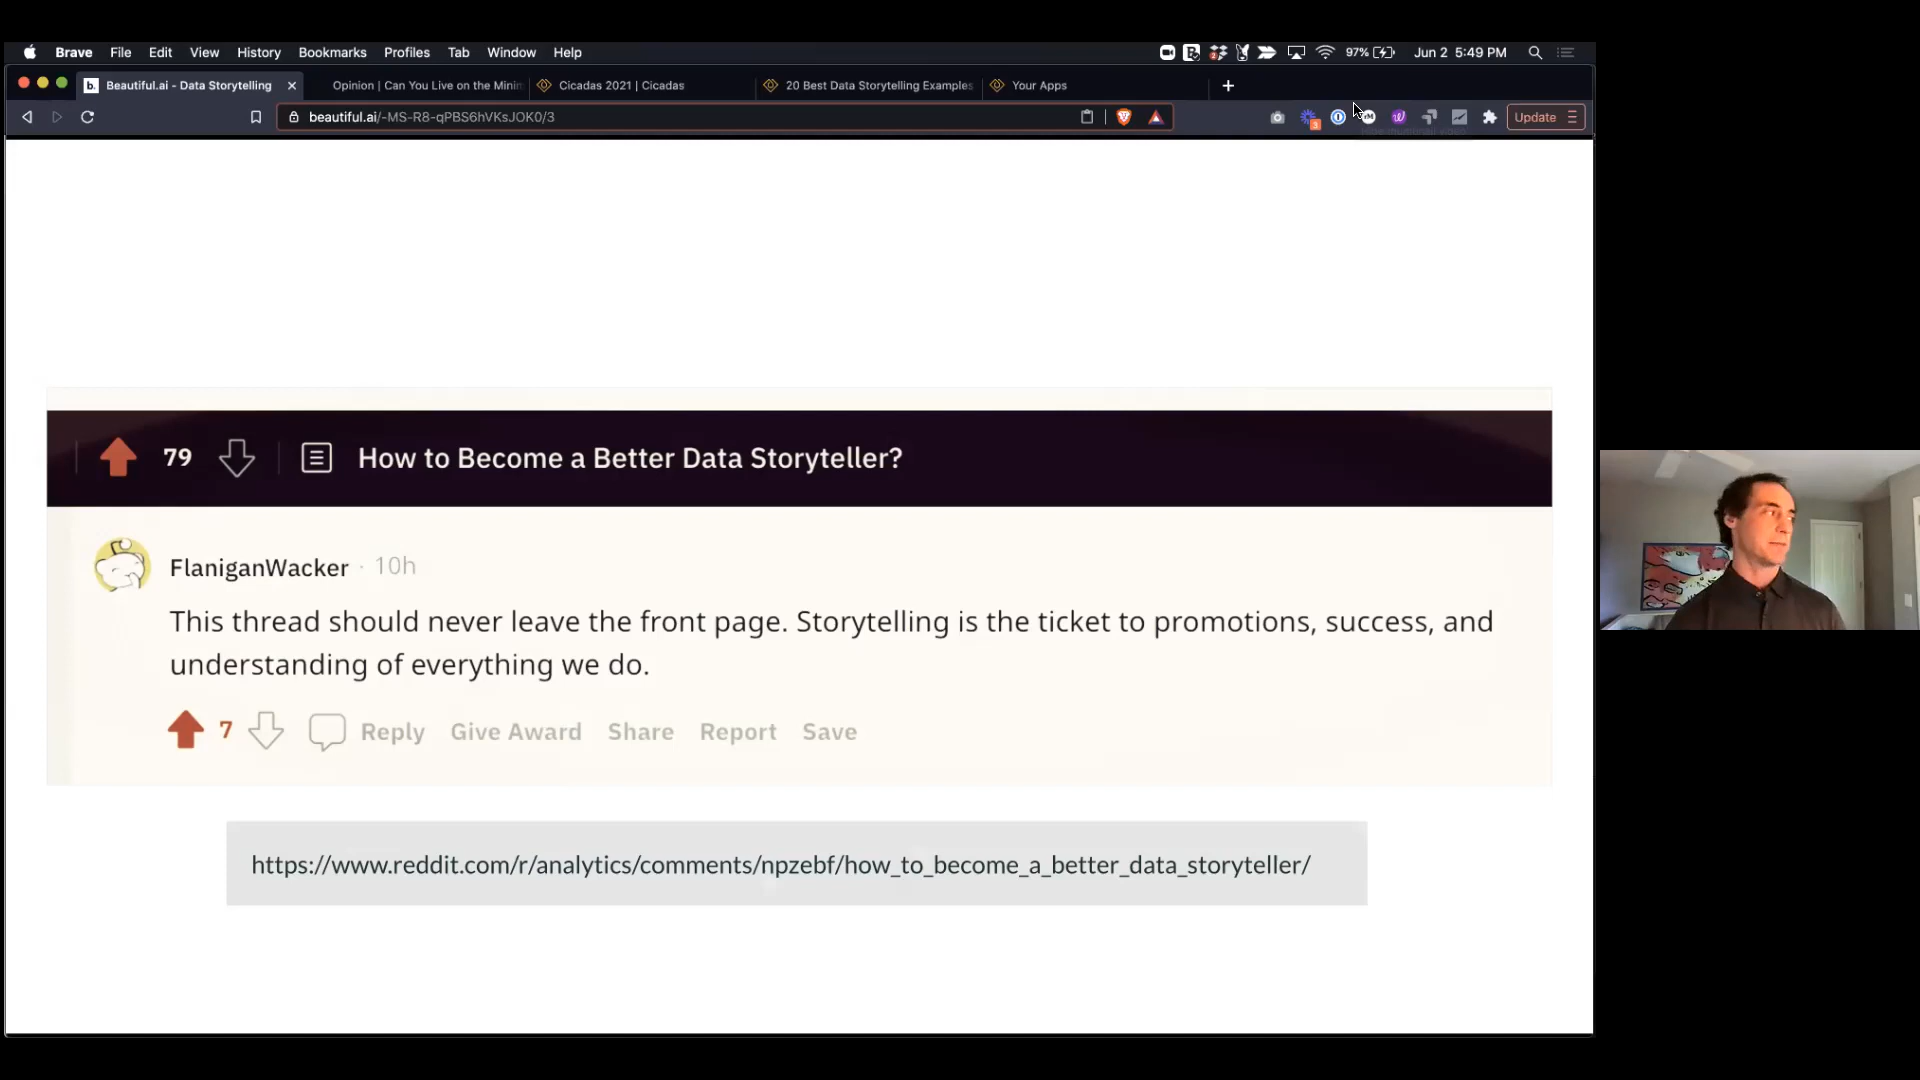 Brave File Edit View History Bookmarks Profiles Tab Window Help 97% Jun 2 5:49 PM
b. Beautiful.ai - Data Storytelling Opinion | Can You Live on the Minim Cicadas 2021 | Cicadas 20 Best Data Storytelling Examples Your Apps
beautiful.ai/-MS-R8-qPBS6hVKsJOK0/3 Update
79 How to Become a Better Data Storyteller?
FlaniganWacker · 10h
This thread should never leave the front page. Storytelling is the ticket to promotions, success, and
understanding of everything we do.
7 Reply Give Award Share Report Save
https://www.reddit.com/r/analytics/comments/npzebf/how_to_become_a_better_data_storyteller/